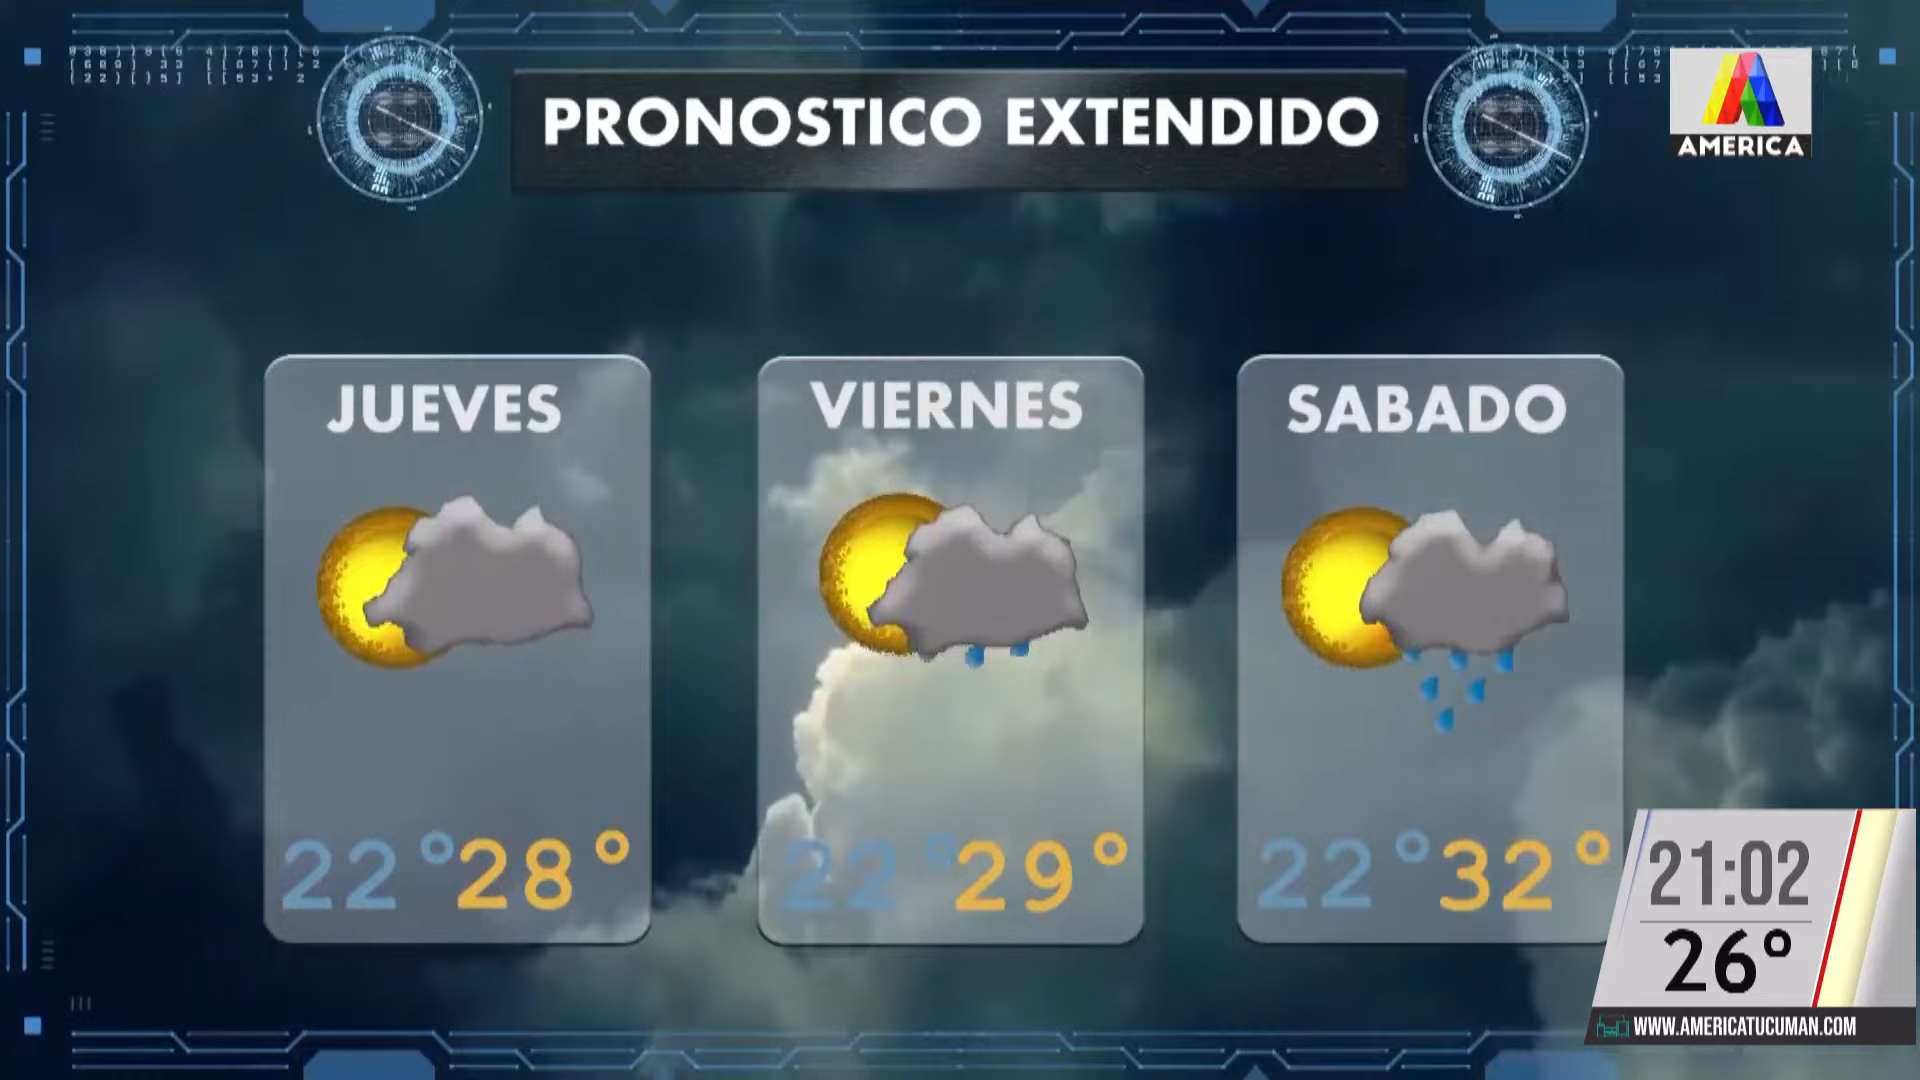 PRONOSTICO EXTENDIDO
AMERICA
JUEVES
VIERNES
SABADO
22° 28°
22° 29°
22° 32°
21:02
26°
WWW.AMERICATUCUMAN.COM